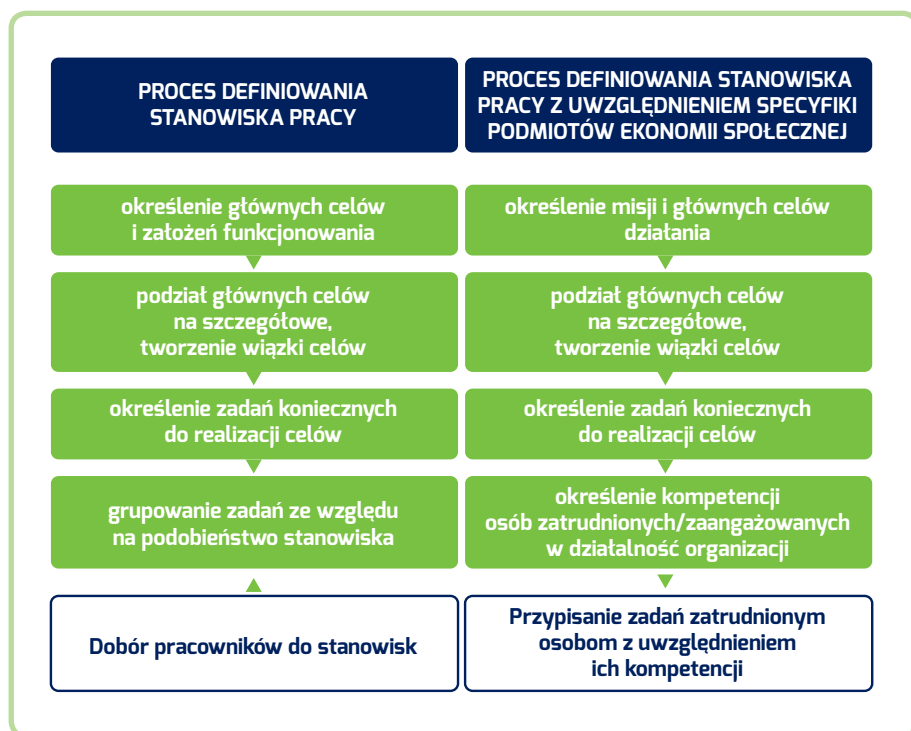 PROCES DEFINIOWANIA
STANOWISKA PRACY
PROCES DEFINIOWANIA STANOWISKA
PRACY Z UWZGLĘDNIENIEM SPECYFIKI
PODMIOTÓW EKONOMII SPOŁECZNEJ
określenie głównych celów
i założeń funkcjonowania
określenie misji i głównych celów
działania
podział głównych celów
na szczegółowe,
tworzenie wiązki celów
podział głównych celów
na szczegółowe,
tworzenie wiązki celów
określenie zadań koniecznych
do realizacji celów
określenie zadań koniecznych
do realizacji celów
grupowanie zadań ze względu
na podobieństwo stanowiska
określenie kompetencji
osób zatrudnionych/zaangażowanych
w działalność organizacji
Dobór pracowników do stanowisk
Przypisanie zadań zatrudnionym
osobom z uwzględnieniem
ich kompetencji